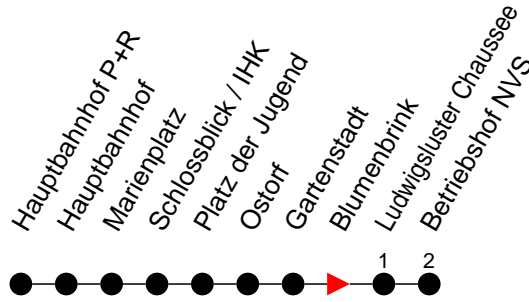 Hauptbahnhof P+R
Hauptbahnhof
Marienplatz
Schlossblick / IHK
Platz der Jugend
Ostorf
Gartenstadt
Blumenbrink
Ludwigsluster Chaussee
Betriebshof NVS
1 2